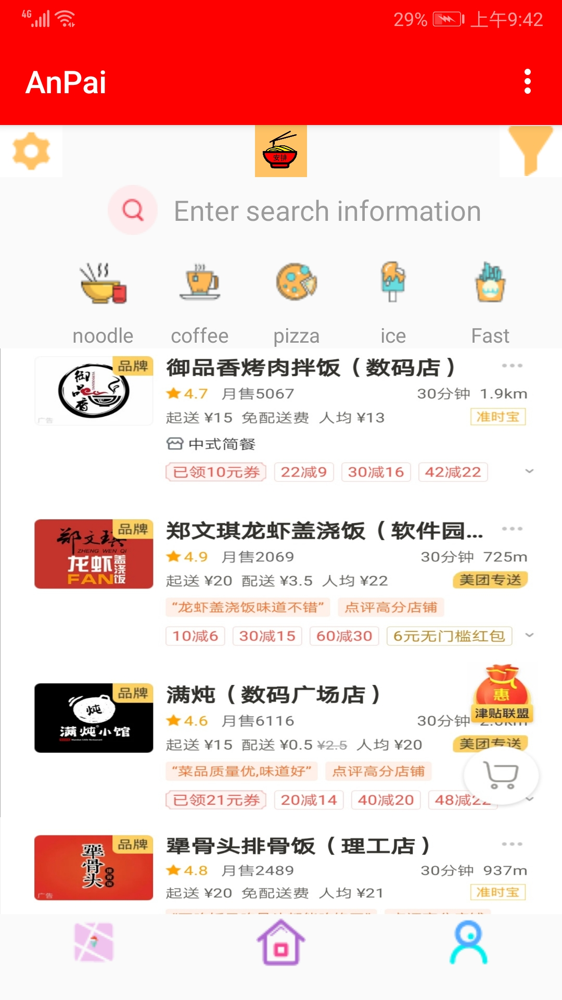 4G 29% 上午9:42
AnPai
安排
Enter search information
noodle coffee pizza ice Fast
御品香 品牌 广告
御品香烤肉拌饭（数码店）
4.7 月售5067 30分钟 1.9km
起送 ¥15 免配送费 人均 ¥13 准时宝
中式简餐
已领10元券 22减9 30减16 42减22
郑文琪 品牌
ZHENG WEN QI
龙虾盖浇饭
FAN
郑文琪龙虾盖浇饭（软件园...
4.9 月售2069 30分钟 725m
起送 ¥20 配送 ¥3.5 人均 ¥22 美团专送
“龙虾盖浇饭味道不错” 点评高分店铺
10减6 30减15 60减30 6元无门槛红包
炖 品牌
满炖小馆
满炖（数码广场店）
惠
津贴联盟
4.6 月售6116 30分钟 2.0km
起送 ¥15 配送 ¥0.5 ¥2.5 人均 ¥20 美团专送
“菜品质量优,味道好” 点评高分店铺
已领21元券 20减14 40减20 48减22
犟骨头 排骨饭 品牌 广告
犟骨头排骨饭（理工店）
4.8 月售2489 30分钟 937m
起送 ¥20 免配送费 人均 ¥21 准时宝